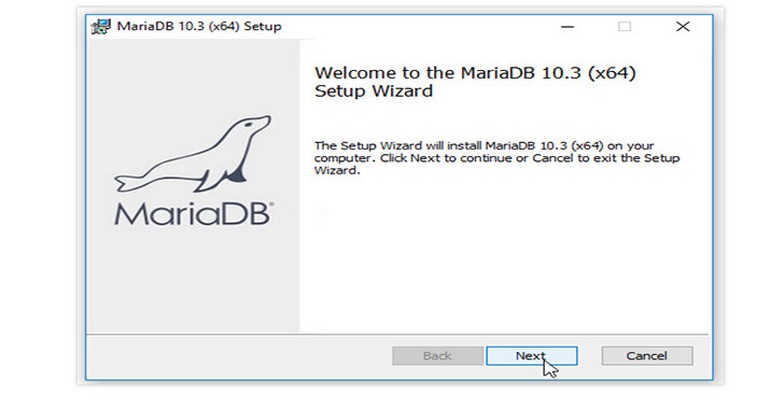 MariaDB 10.3 (x64) Setup
Welcome to the MariaDB 10.3 (x64)
Setup Wizard
The Setup Wizard will install MariaDB 10.3 (x64) on your
computer. Click Next to continue or Cancel to exit the Setup
Wizard.
MariaDB®
Back
Next
Cancel